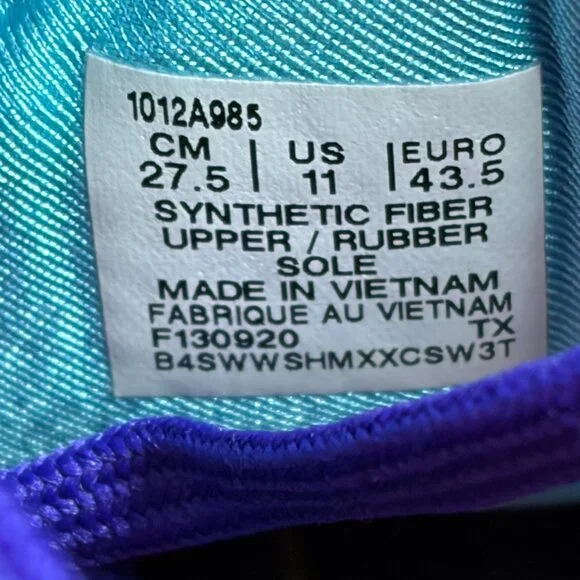 1012A985
CM | US | EURO
27.5 | 11 | 43.5
SYNTHETIC FIBER
UPPER / RUBBER
SOLE
MADE IN VIETNAM
FABRIQUE AU VIETNAM
F130920 TX
B4SWWSHMXXCSW3T